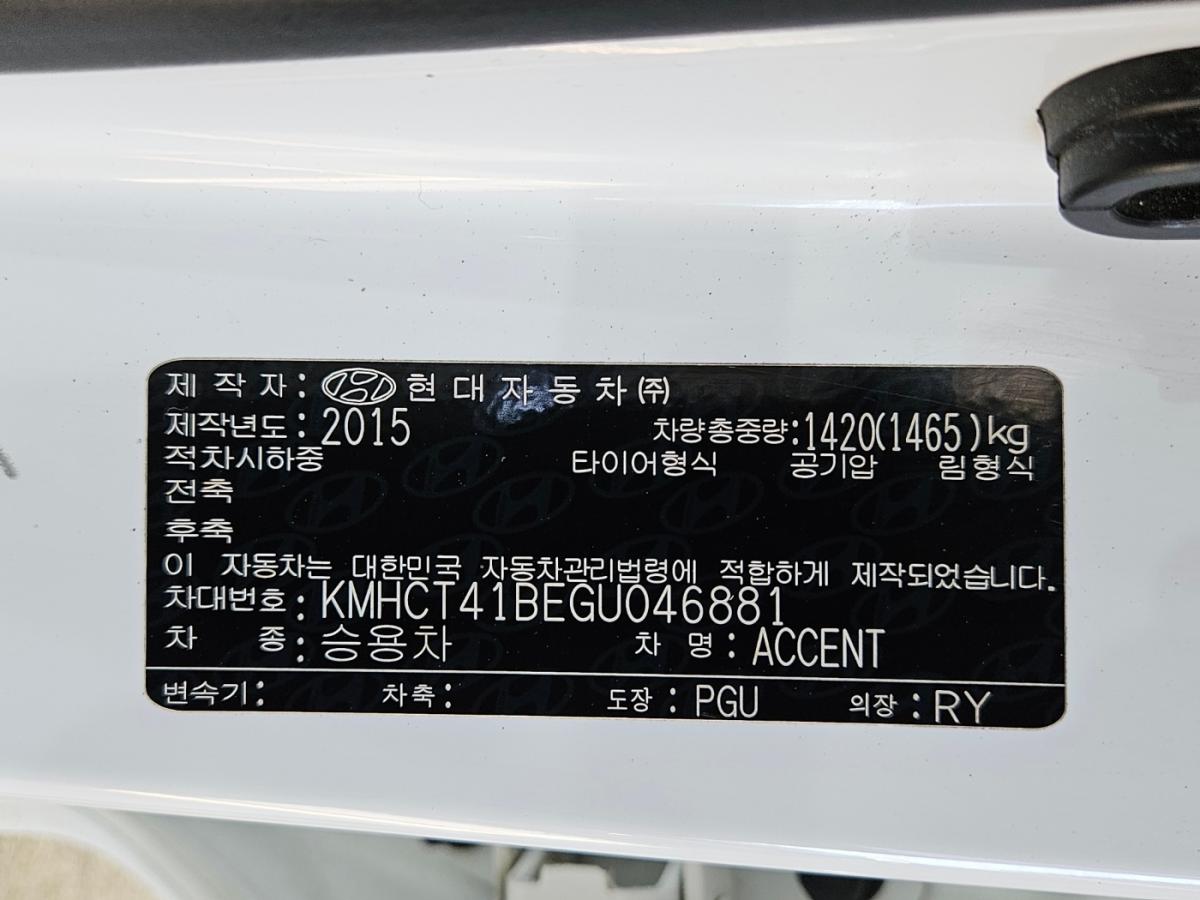 제 작 자 : 현 대 자 동 차 ㈜
제작년도 : 2015 차량총중량:1420(1465)kg
적차시하중 타이어형식 공기압 림형식
전축
후축
이 자동차는 대한민국 자동차관리법령에 적합하게 제작되었습니다.
차대번호 : KMHCT41BEGU046881
차 종 : 승용차 차 명 : ACCENT
변속기 : 차축 : 도장 : PGU 의장 : RY